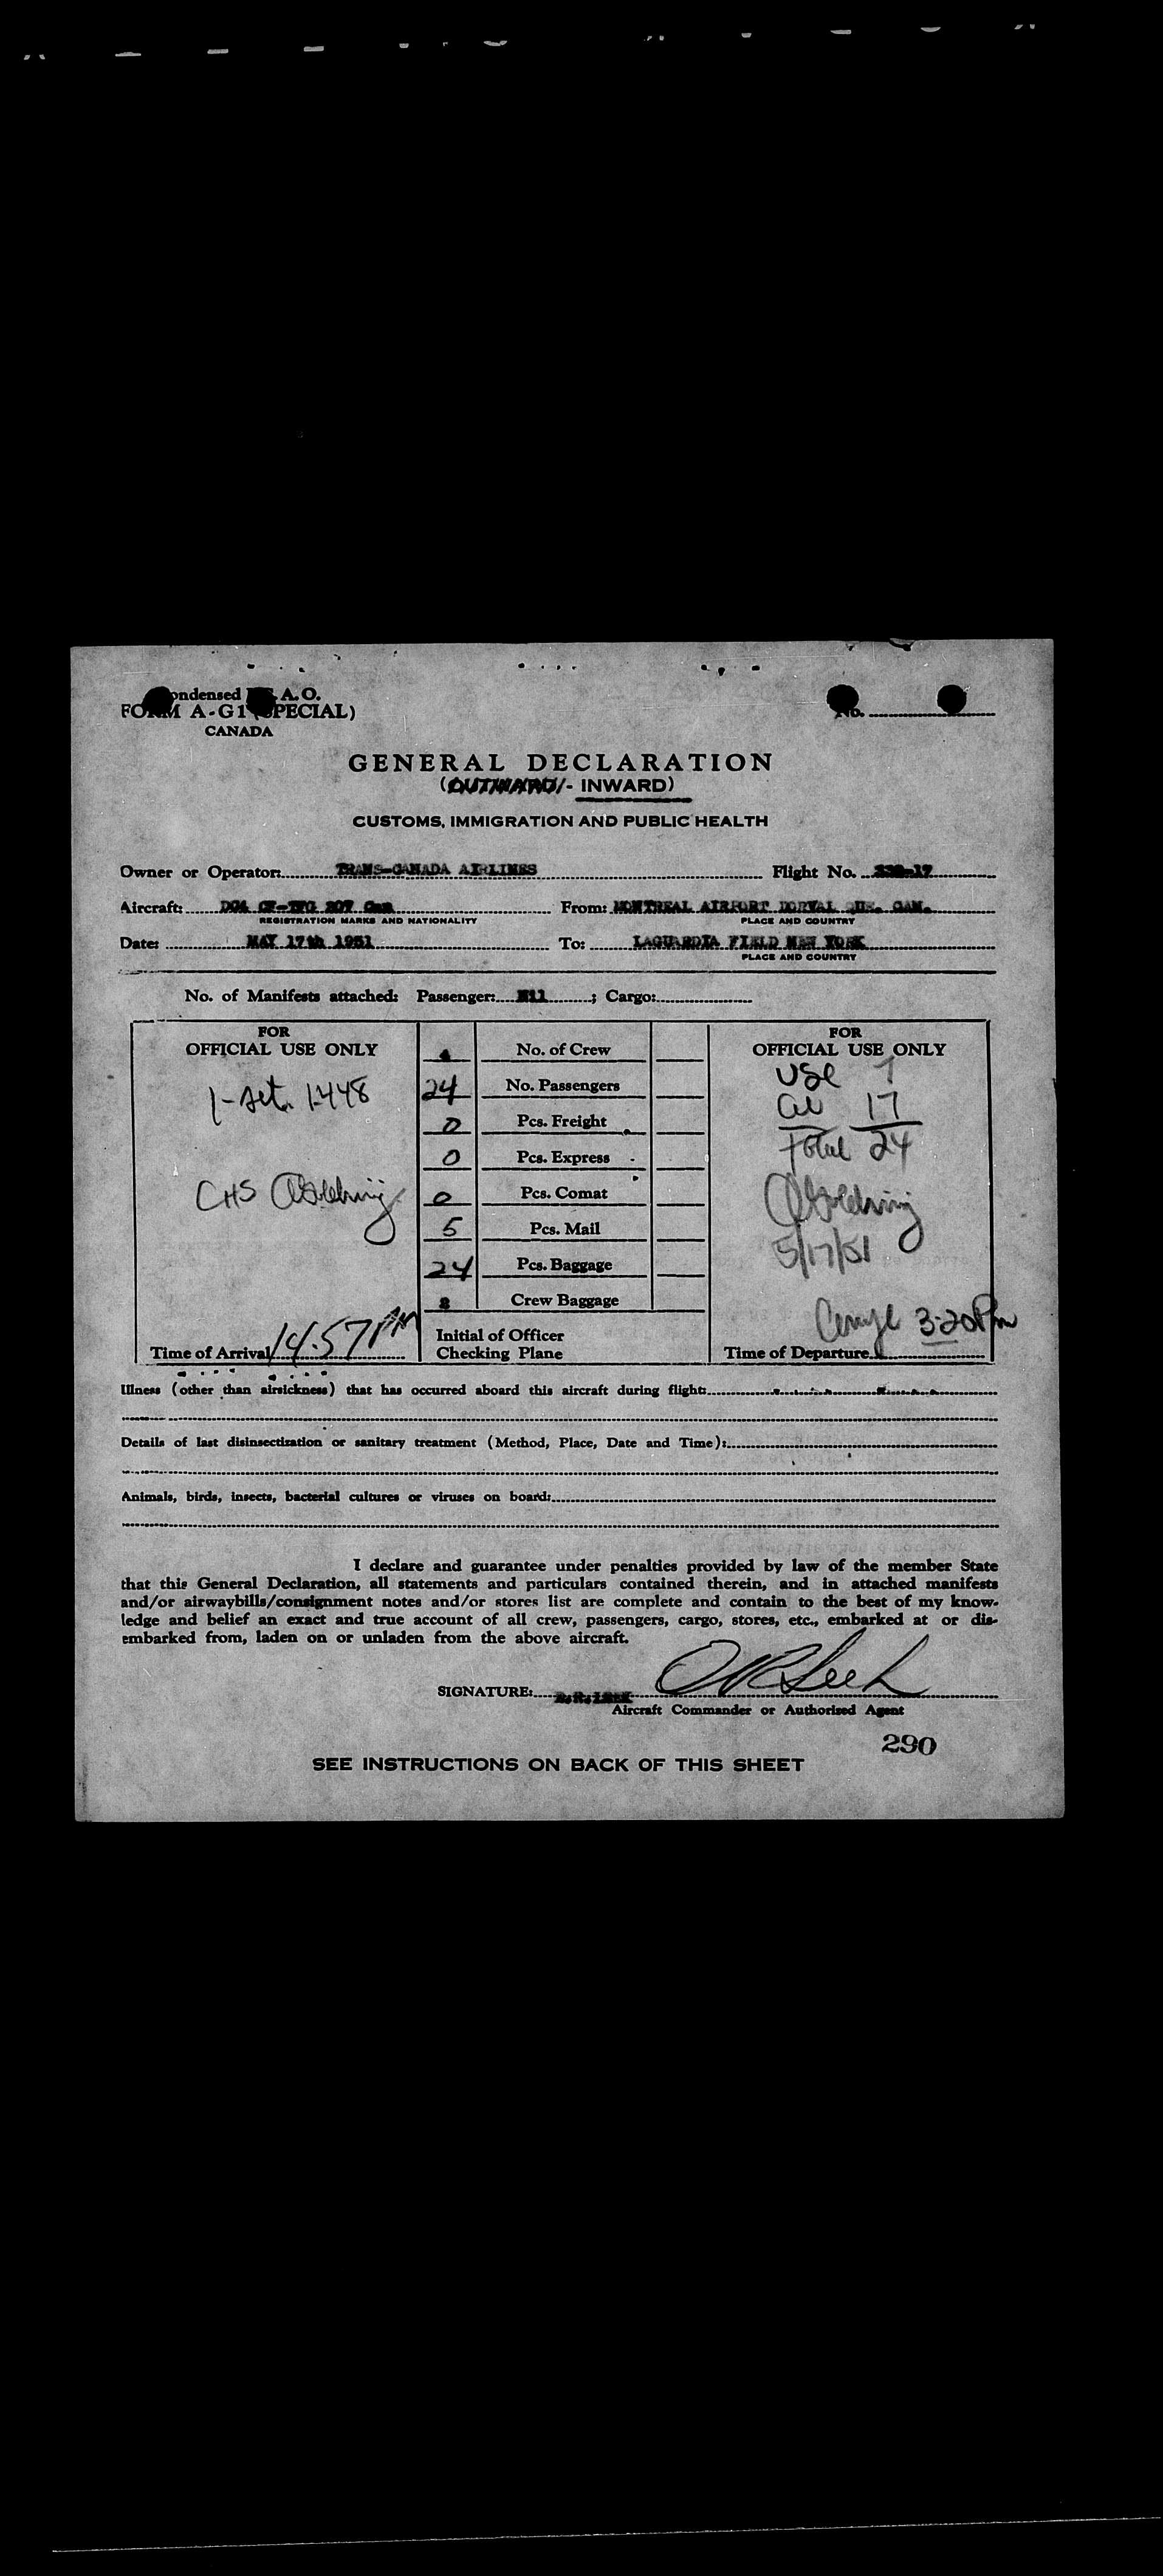 ondensed A. O.
FORM A-G1 (SPECIAL)
No.
CANADA
GENERAL DECLARATION
(OUTWARD - INWARD)
CUSTOMS, IMMIGRATION AND PUBLIC HEALTH
Owner or Operator: TRANS-CANADA AIRLINES Flight No.
Aircraft: From: MONTREAL AIRPORT DORVAL QUE. CAN.
REGISTRATION MARKS AND NATIONALITY PLACE AND COUNTRY
Date: MAY 17th 1951 To: LAGUARDIA FIELD NEW YORK
PLACE AND COUNTRY
No. of Manifests attached: Passenger: Nil ; Cargo:
FOR
OFFICIAL USE ONLY
1- 1448
CHS
Time of Arrival 14.57 PM
No. of Crew
24 No. Passengers
0 Pcs. Freight
0 Pcs. Express
0 Pcs. Comat
5 Pcs. Mail
24 Pcs. Baggage
Crew Baggage
Initial of Officer
Checking Plane
FOR
OFFICIAL USE ONLY
USC 7
17
Total 24
5/17/51
3:20 Pm
Time of Departure
Illness (other than airsickness) that has occurred aboard this aircraft during flight:
Details of last disinsectization or sanitary treatment (Method, Place, Date and Time):
Animals, birds, insects, bacterial cultures or viruses on board:
I declare and guarantee under penalties provided by law of the member State
that this General Declaration, all statements and particulars contained therein, and in attached manifests
and/or airwaybills/consignment notes and/or stores list are complete and contain to the best of my know-
ledge and belief an exact and true account of all crew, passengers, cargo, stores, etc., embarked at or dis-
embarked from, laden on or unladen from the above aircraft.
SIGNATURE:
Aircraft Commander or Authorised Agent
290
SEE INSTRUCTIONS ON BACK OF THIS SHEET